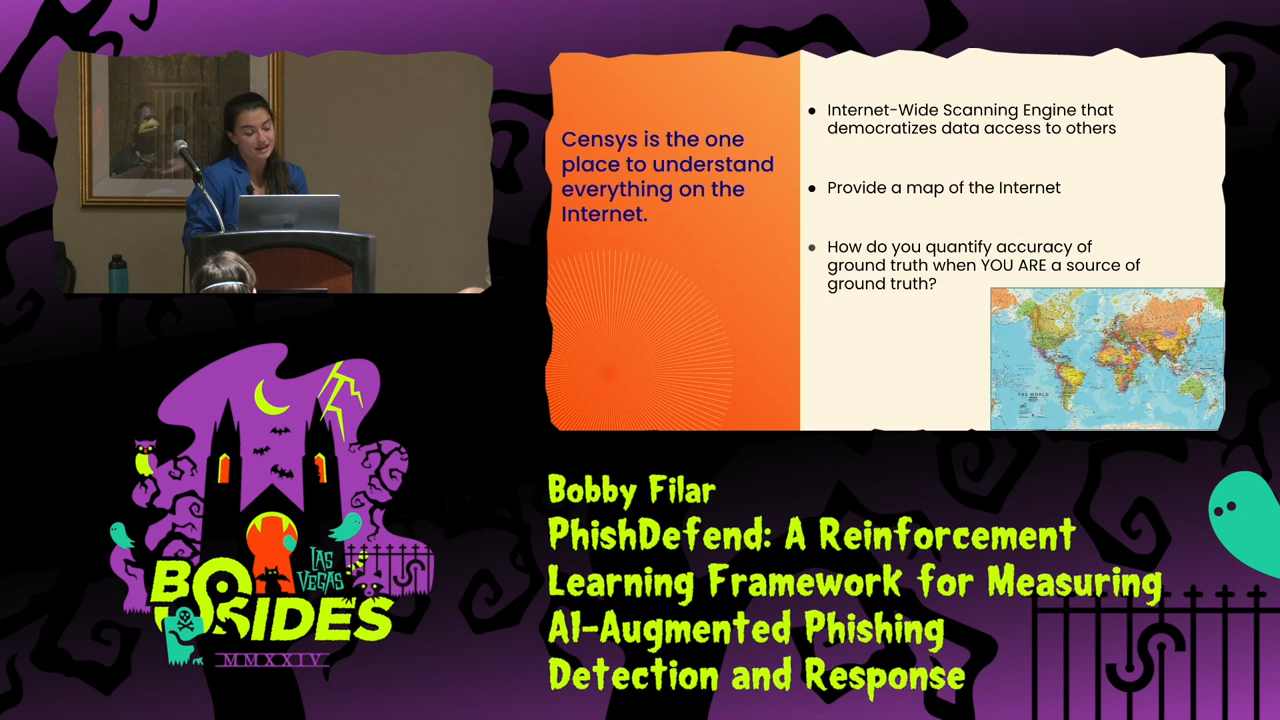 Censys is the one
place to understand
everything on the
Internet.
• Internet-Wide Scanning Engine that
democratizes data access to others
• Provide a map of the Internet
• How do you quantify accuracy of
ground truth when YOU ARE a source of
ground truth?
THE WORLD
LAS
VEGAS
BSIDES
MMXXIV
Bobby Filar
PhishDefend: A Reinforcement
Learning Framework for Measuring
AI-Augmented Phishing
Detection and Response